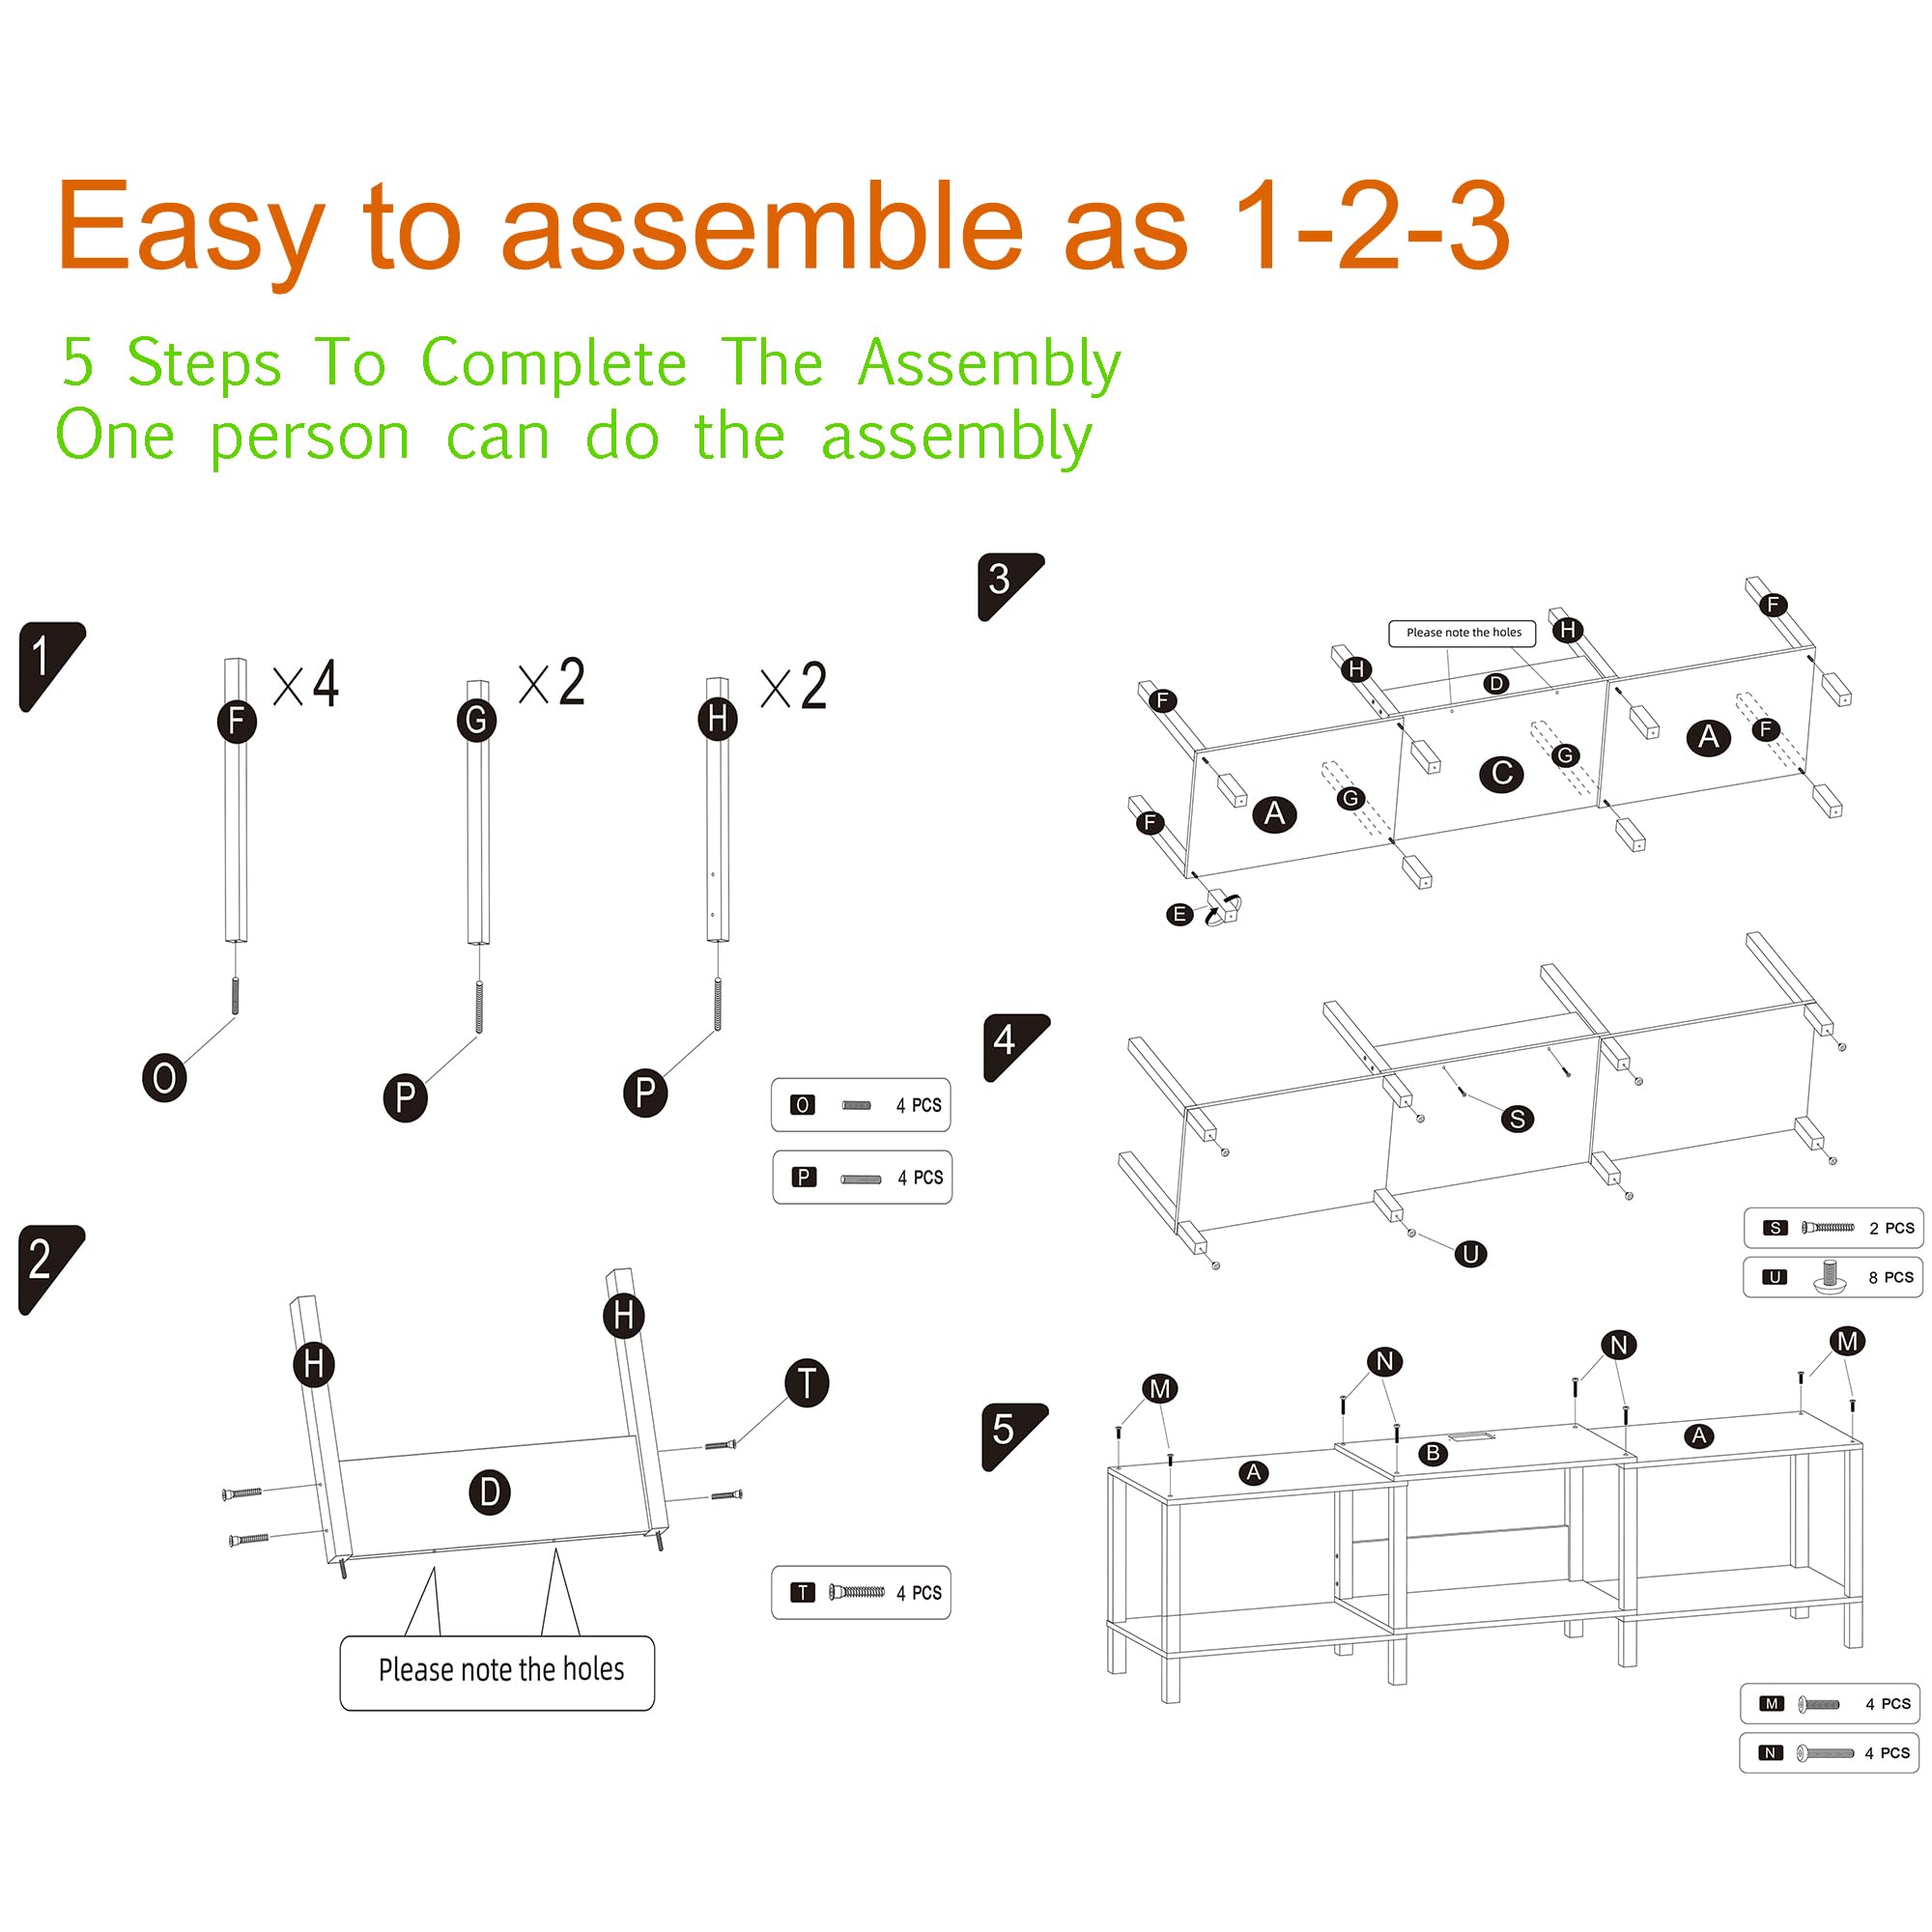 Easy to assemble as 1-2-3
5 Steps To Complete The Assembly
One person can do the assembly
1
F
×4
G
×2
H
×2
O
P
P
O 4 PCS
P 4 PCS
2
H
H
T
D
T 4 PCS
Please note the holes
3
F
Please note the holes
H
H
D
F
F
A
G
C
G
A
F
F
E
4
S
U
S 2 PCS
U 8 PCS
5
M
N
N
M
A
B
A
M 4 PCS
N 4 PCS